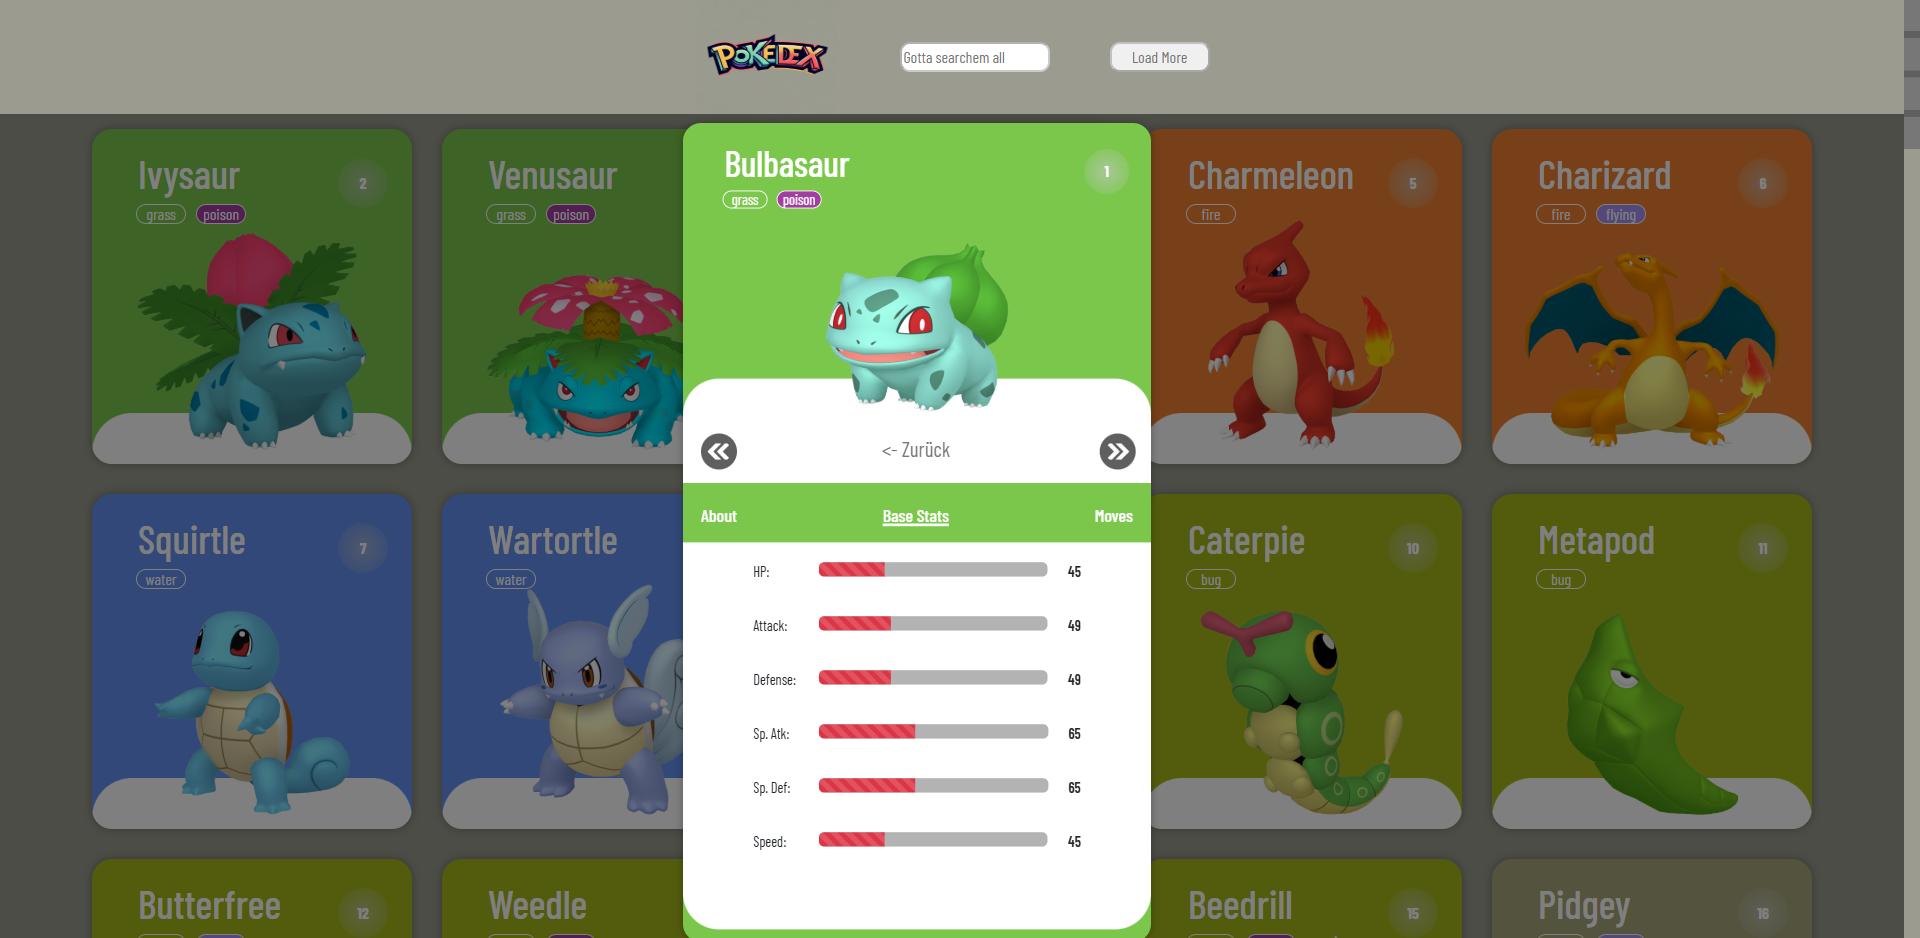 POKEDEX
Gotta searchem all
Load More
Ivysaur
2
grass poison
Venusaur
grass poison
Bulbasaur
1
grass poison
Charmeleon
5
fire
Charizard
6
fire flying
<- Zurück
About Base Stats Moves
HP: 45
Attack: 49
Defense: 49
Sp. Atk: 65
Sp. Def: 65
Speed: 45
Squirtle
7
water
Wartortle
water
Caterpie
10
bug
Metapod
11
bug
Butterfree
12
Weedle
Beedrill
15
Pidgey
16